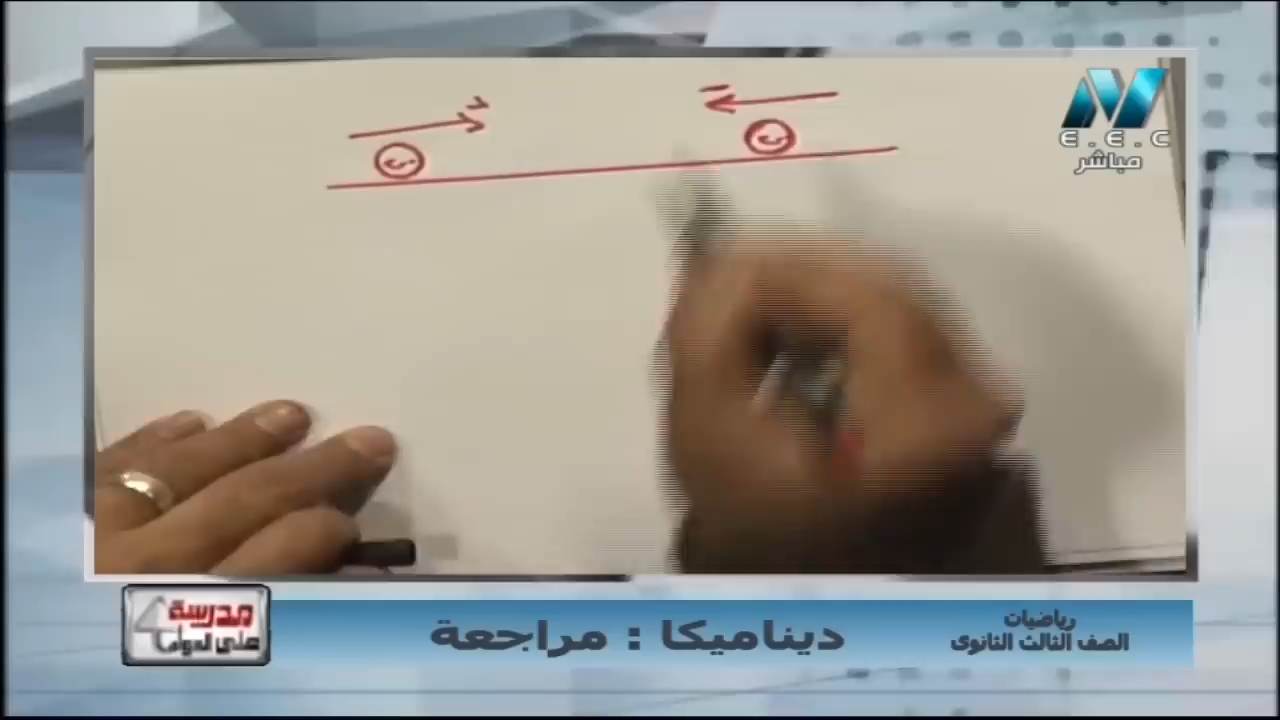 E.E.C
مباشر
رياضيات
الصف الثالث الثانوى
ديناميكا : مراجعة
مدرسة
على الهواء